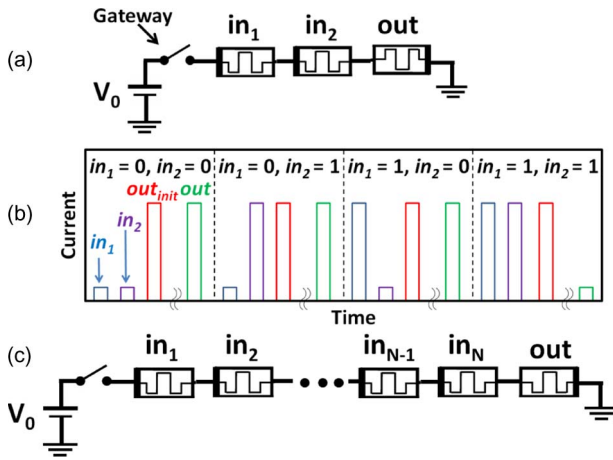 Gateway
in1 in2 out
(a)
V0
in1 = 0, in2 = 0 in1 = 0, in2 = 1 in1 = 1, in2 = 0 in1 = 1, in2 = 1
outinit out
in1 in2
(b)
Current
Time
(c)
in1 in2 inN-1 inN out
V0